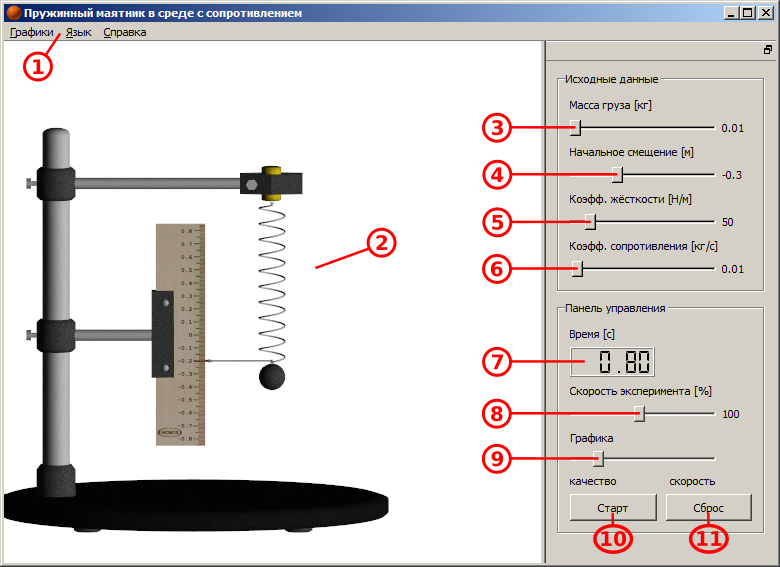 Пружинный маятник в среде с сопротивлением
Графики Язык Справка
1
2
0.8
0.7
0.6
0.5
0.4
0.3
0.2
0.1
0
-0.1
-0.2
-0.3
-0.4
-0.5
-0.6
-0.7
-0.8
Исходные данные
Масса груза [кг]
3
0.01
Начальное смещение [м]
4
-0.3
Коэфф. жёсткости [Н/м]
5
50
Коэфф. сопротивления [кг/с]
6
0.01
Панель управления
Время [с]
7
0.80
Скорость эксперимента [%]
8
100
Графика
9
качество скорость
Старт Сброс
10 11